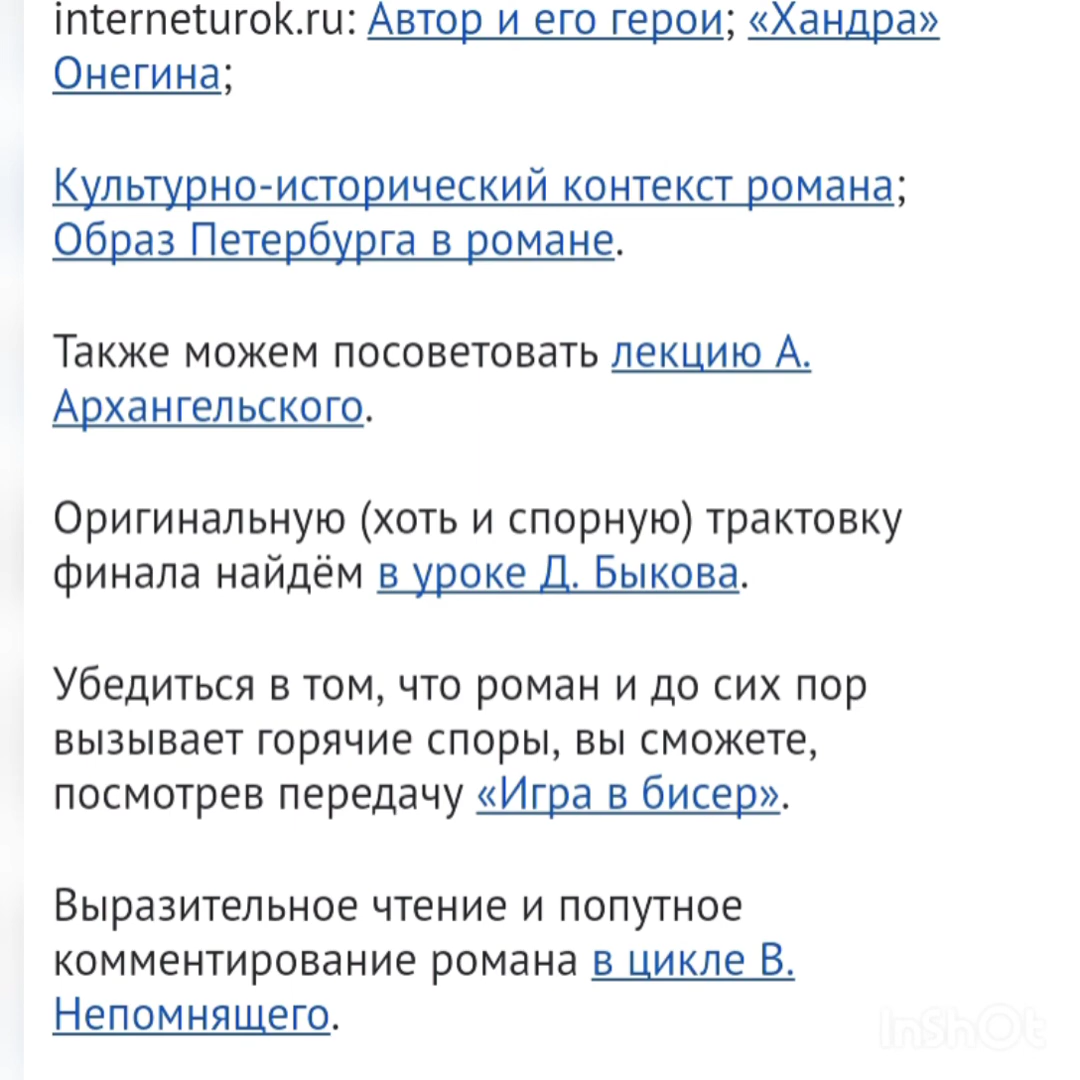 interneturok.ru: Автор и его герои; «Хандра»
Онегина;
Культурно-исторический контекст романа;
Образ Петербурга в романе.
Также можем посоветовать лекцию А.
Архангельского.
Оригинальную (хоть и спорную) трактовку
финала найдём в уроке Д. Быкова.
Убедиться в том, что роман и до сих пор
вызывает горячие споры, вы сможете,
посмотрев передачу «Игра в бисер».
Выразительное чтение и попутное
комментирование романа в цикле В.
Непомнящего.
InShOt